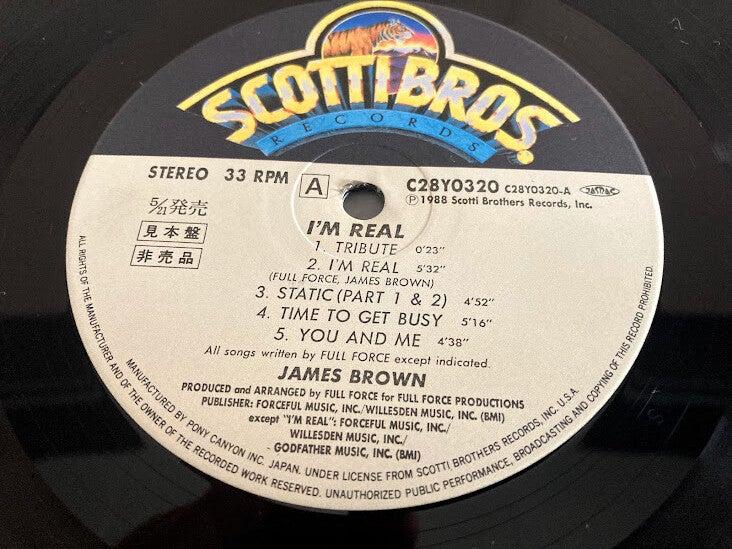 SCOTTI BROS.
RECORDS
STEREO 33 RPM A C28Y0320 C28Y0320-A JASRAC
5/21発売
℗1988 Scotti Brothers Records, Inc.
見本盤
非売品
I'M REAL
1. TRIBUTE 0'23"
2. I'M REAL 5'32"
(FULL FORCE, JAMES BROWN)
3. STATIC (PART 1 & 2) 4'52"
4. TIME TO GET BUSY 5'16"
5. YOU AND ME 4'38"
All songs written by FULL FORCE except indicated.
JAMES BROWN
PRODUCED and ARRANGED by FULL FORCE for FULL FORCE PRODUCTIONS
PUBLISHER: FORCEFUL MUSIC, INC./WILLESDEN MUSIC, INC. (BMI)
except "I'M REAL": FORCEFUL MUSIC, INC./
WILLESDEN MUSIC, INC./
GODFATHER MUSIC, INC. (BMI)
MANUFACTURED BY PONY CANYON INC. JAPAN. UNDER LICENSE FROM SCOTTI BROTHERS RECORDS, INC. U.S.A.
ALL RIGHTS OF THE MANUFACTURER AND OF THE OWNER OF THE RECORDED WORK RESERVED. UNAUTHORIZED PUBLIC PERFORMANCE, BROADCASTING AND COPYING OF THIS RECORD PROHIBITED.